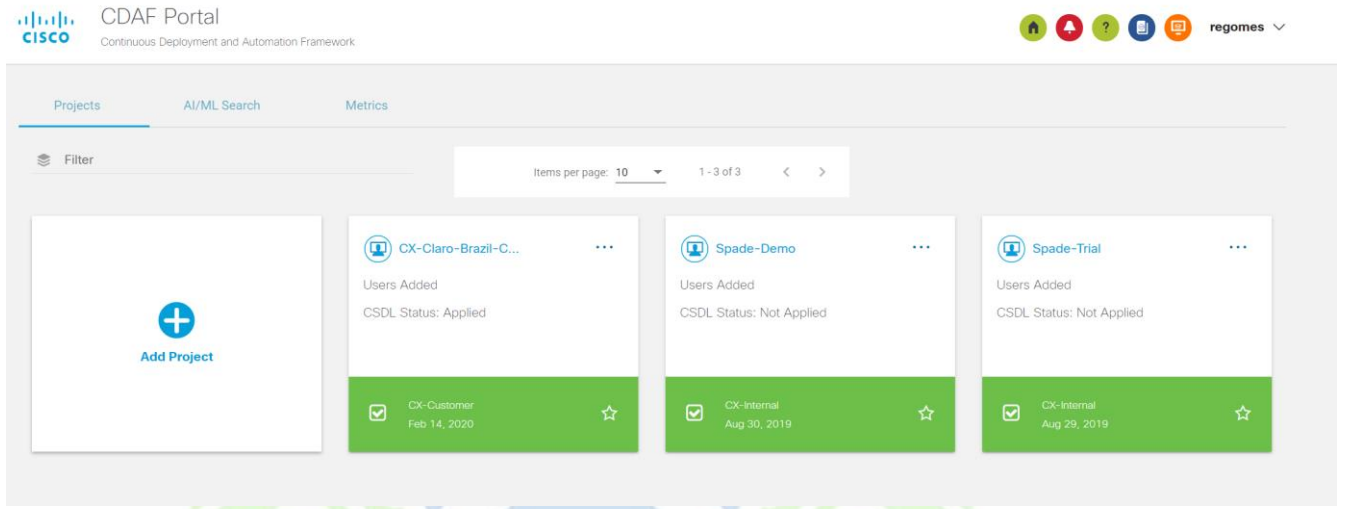 CISCO
CDAF Portal
Continuous Deployment and Automation Framework
?
regomes
Projects
AI/ML Search
Metrics
Filter
Items per page: 10
1 - 3 of 3
Add Project
CX-Claro-Brazil-C...
Users Added
CSDL Status: Applied
CX-Customer
Feb 14, 2020
Spade-Demo
Users Added
CSDL Status: Not Applied
CX-Internal
Aug 30, 2019
Spade-Trial
Users Added
CSDL Status: Not Applied
CX-Internal
Aug 29, 2019